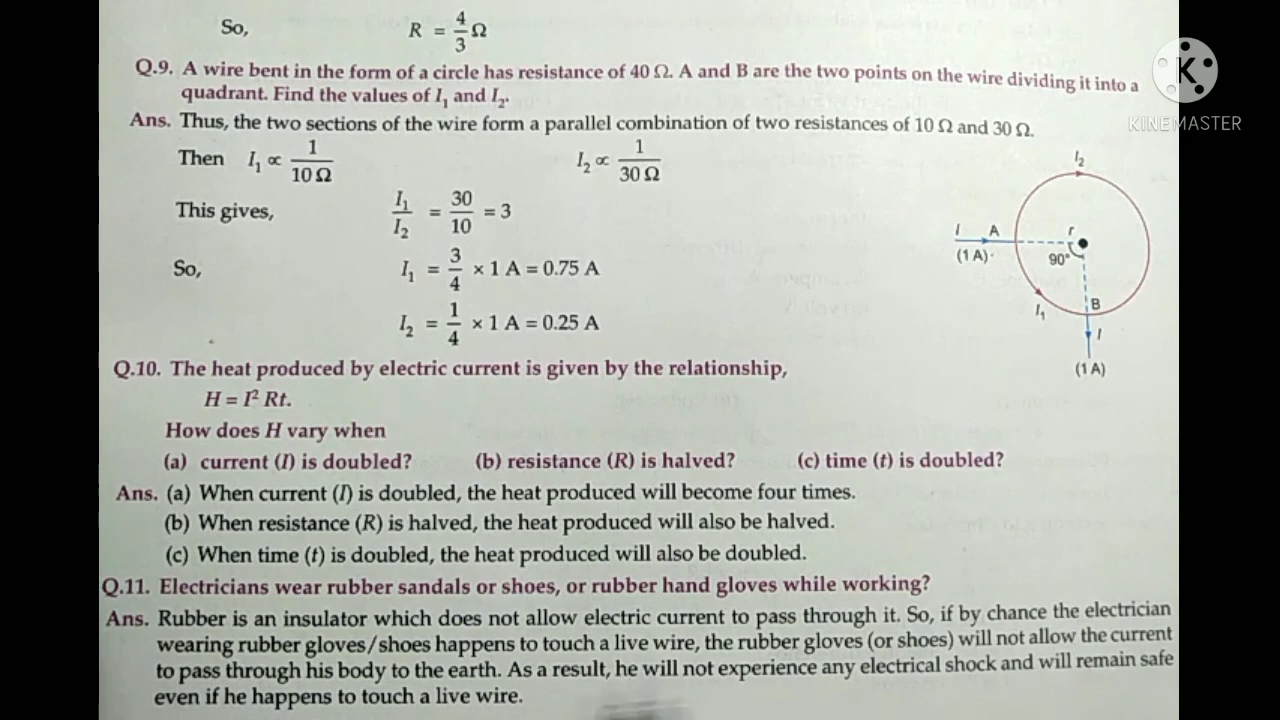 So, R = 4/3 Ω
Q.9. A wire bent in the form of a circle has resistance of 40 Ω. A and B are the two points on the wire dividing it into a
quadrant. Find the values of I₁ and I₂.
Ans. Thus, the two sections of the wire form a parallel combination of two resistances of 10 Ω and 30 Ω.
Then I₁ ∝ 1/10 Ω I₂ ∝ 1/30 Ω
This gives, I₁/I₂ = 30/10 = 3
So, I₁ = 3/4 × 1 A = 0.75 A
I₂ = 1/4 × 1 A = 0.25 A
K
KINEMASTER
I₂
I A r
(1 A) 90°
I₁ B
I
(1 A)
Q.10. The heat produced by electric current is given by the relationship,
H = I² Rt.
How does H vary when
(a) current (I) is doubled? (b) resistance (R) is halved? (c) time (t) is doubled?
Ans. (a) When current (I) is doubled, the heat produced will become four times.
(b) When resistance (R) is halved, the heat produced will also be halved.
(c) When time (t) is doubled, the heat produced will also be doubled.
Q.11. Electricians wear rubber sandals or shoes, or rubber hand gloves while working?
Ans. Rubber is an insulator which does not allow electric current to pass through it. So, if by chance the electrician
wearing rubber gloves/shoes happens to touch a live wire, the rubber gloves (or shoes) will not allow the current
to pass through his body to the earth. As a result, he will not experience any electrical shock and will remain safe
even if he happens to touch a live wire.